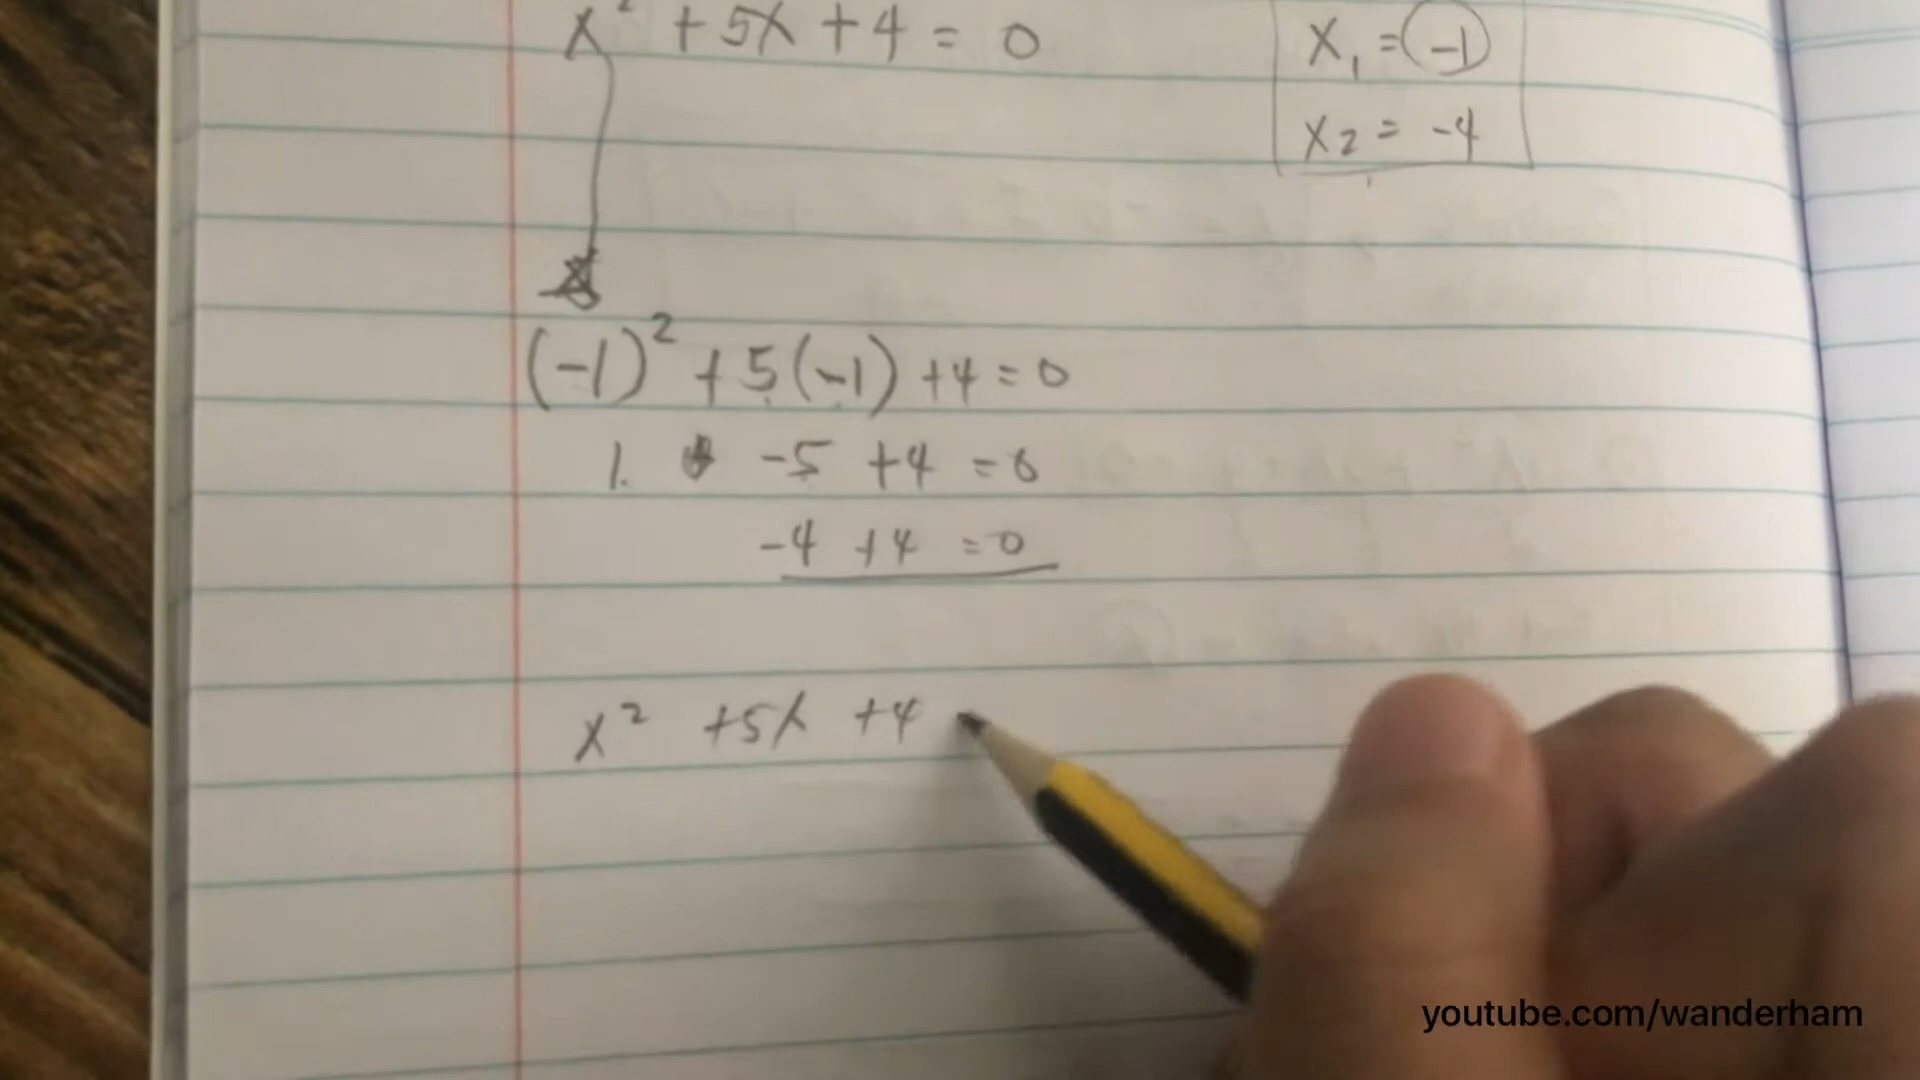 x² + 5x + 4 = 0
x₁ = -1
x₂ = -4
(-1)² + 5(-1) + 4 = 0
1. -5 + 4 = 0
-4 + 4 = 0
x² + 5x + 4
youtube.com/wanderham